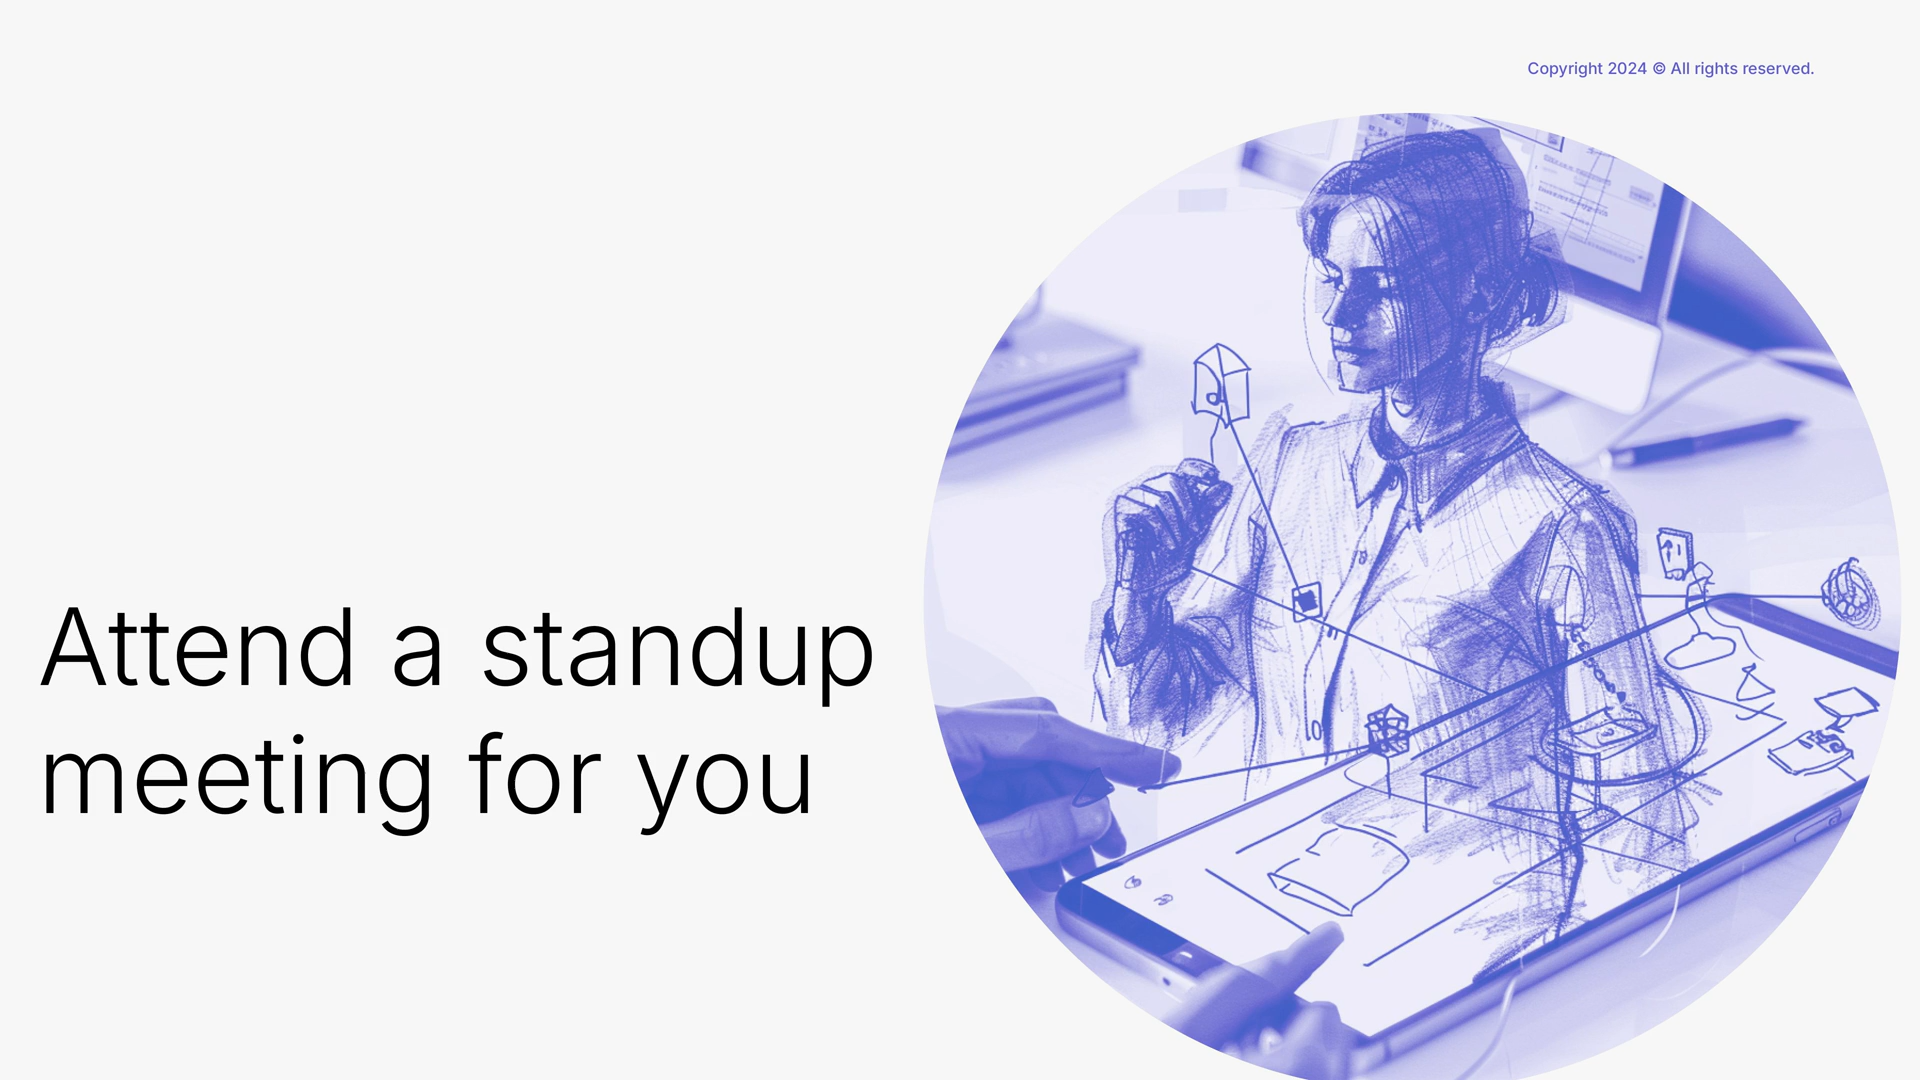 Copyright 2024 © All rights reserved.
Attend a standup
meeting for you